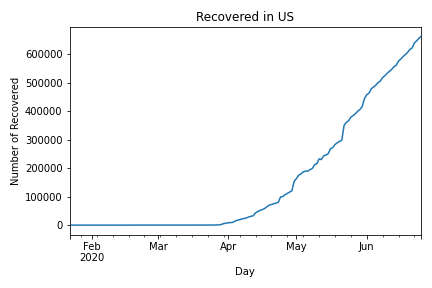 Recovered in US
600000
500000
400000
300000
200000
100000
0
Number of Recovered
Feb
2020
Mar
Apr
May
Jun
Day